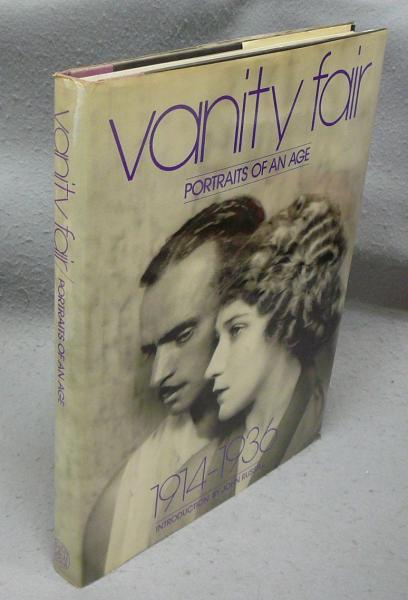 vanity fair
PORTRAITS OF AN AGE
1914-1936
INTRODUCTION BY JOHN RUSSELL
vanity fair/PORTRAITS OF AN AGE